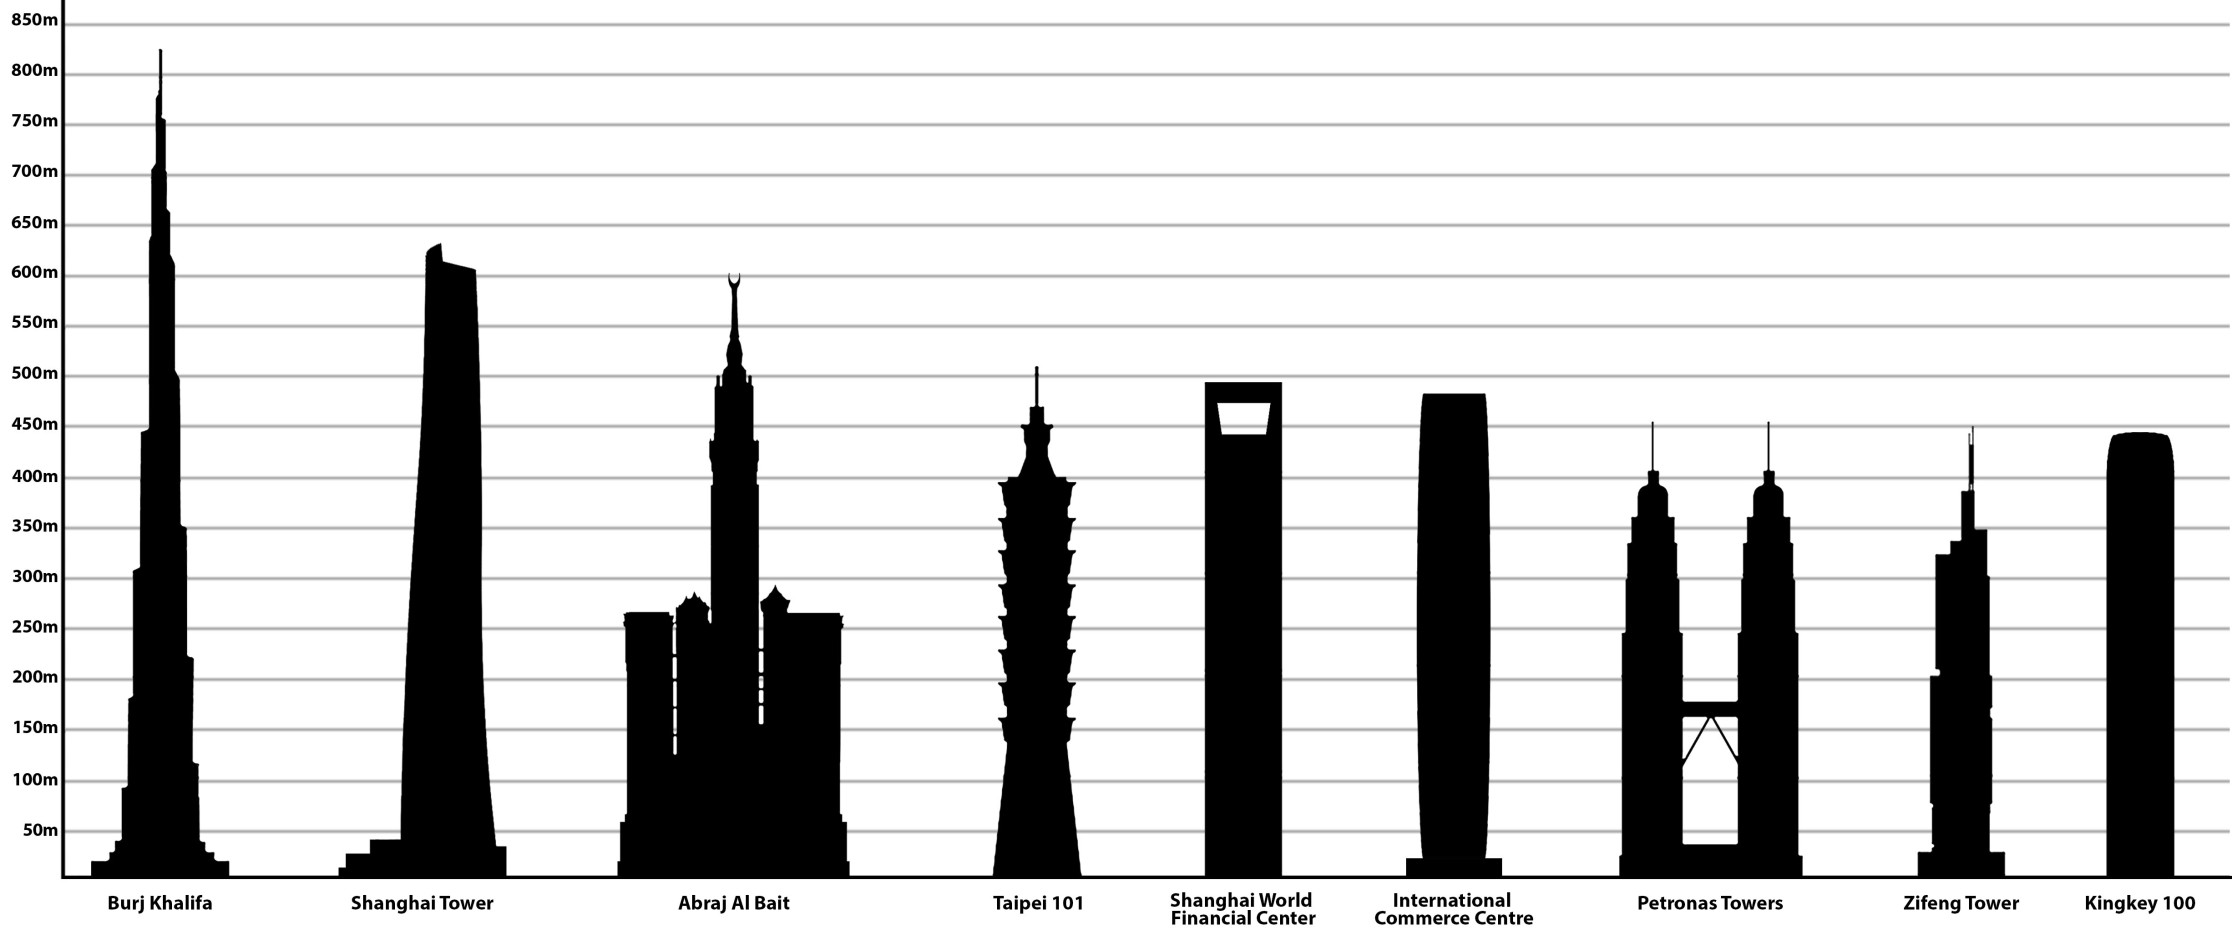 850m
800m
750m
700m
650m
600m
550m
500m
450m
400m
350m
300m
250m
200m
150m
100m
50m
Burj Khalifa
Shanghai Tower
Abraj Al Bait
Taipei 101
Shanghai World
Financial Center
International
Commerce Centre
Petronas Towers
Zifeng Tower
Kingkey 100